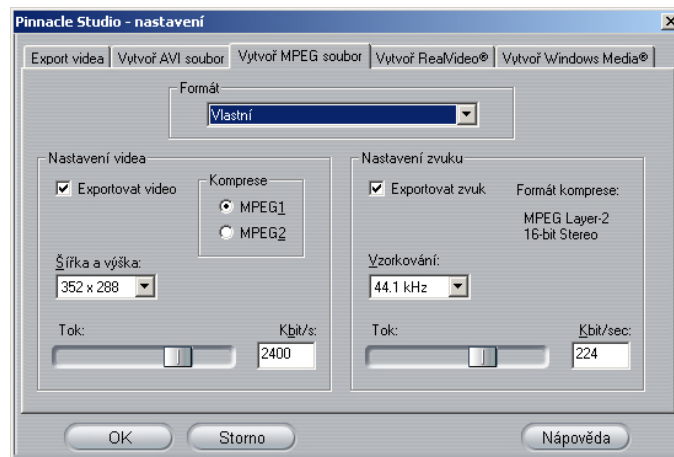 Pinnacle Studio - nastavení
Export videa Vytvoř AVI soubor Vytvoř MPEG soubor Vytvoř RealVideo® Vytvoř Windows Media®
Formát
Vlastní
Nastavení videa
Exportovat video
Komprese
MPEG1
MPEG2
Šířka a výška:
352 x 288
Tok:
Kbit/s:
2400
Nastavení zvuku
Exportovat zvuk
Formát komprese:
MPEG Layer-2
16-bit Stereo
Vzorkování:
44.1 kHz
Tok:
Kbit/sec:
224
OK Storno Nápověda